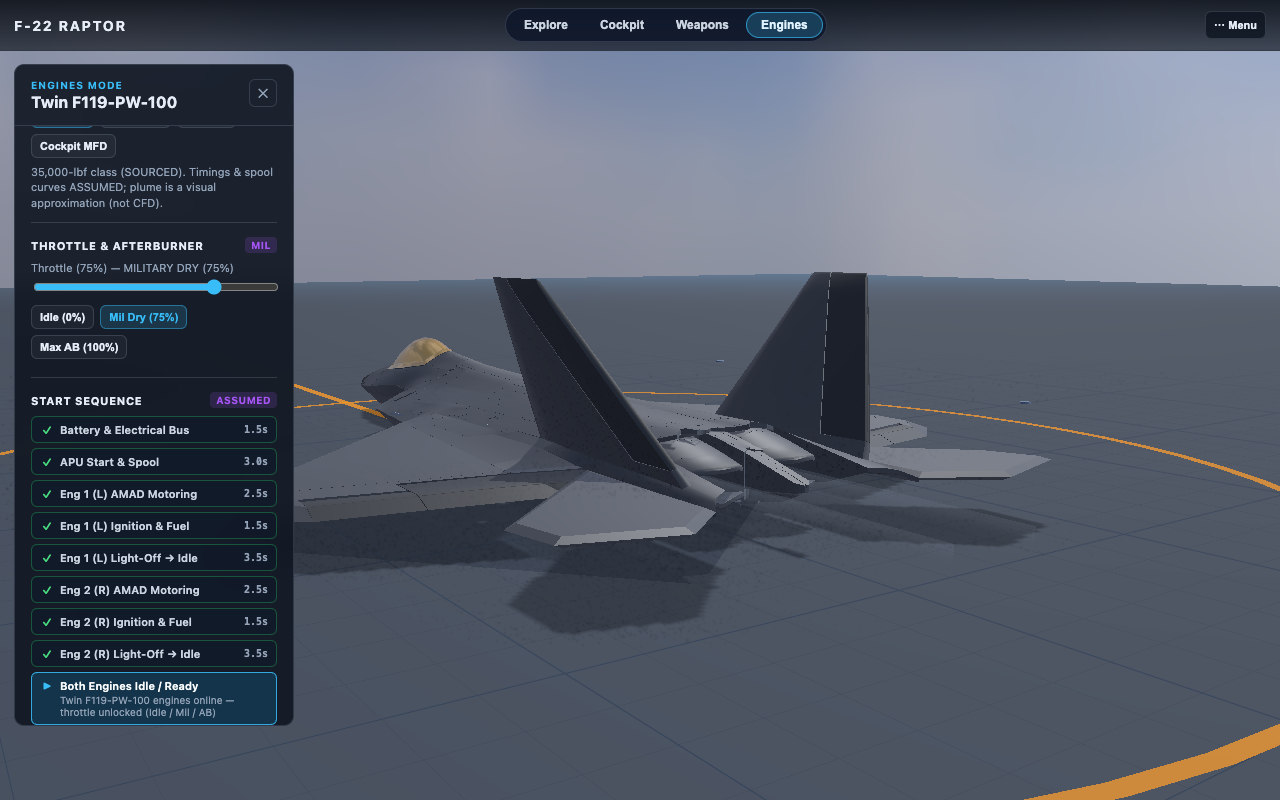 F-22 RAPTOR
Explore
Cockpit
Weapons
Engines
··· Menu
ENGINES MODE
Twin F119-PW-100
Cockpit MFD
35,000-lbf class (SOURCED). Timings & spool
curves ASSUMED; plume is a visual
approximation (not CFD).
THROTTLE & AFTERBURNER
MIL
Throttle (75%) — MILITARY DRY (75%)
Idle (0%)
Mil Dry (75%)
Max AB (100%)
START SEQUENCE
ASSUMED
Battery & Electrical Bus 1.5s
APU Start & Spool 3.0s
Eng 1 (L) AMAD Motoring 2.5s
Eng 1 (L) Ignition & Fuel 1.5s
Eng 1 (L) Light-Off → Idle 3.5s
Eng 2 (R) AMAD Motoring 2.5s
Eng 2 (R) Ignition & Fuel 1.5s
Eng 2 (R) Light-Off → Idle 3.5s
Both Engines Idle / Ready
Twin F119-PW-100 engines online —
throttle unlocked (Idle / Mil / AB)